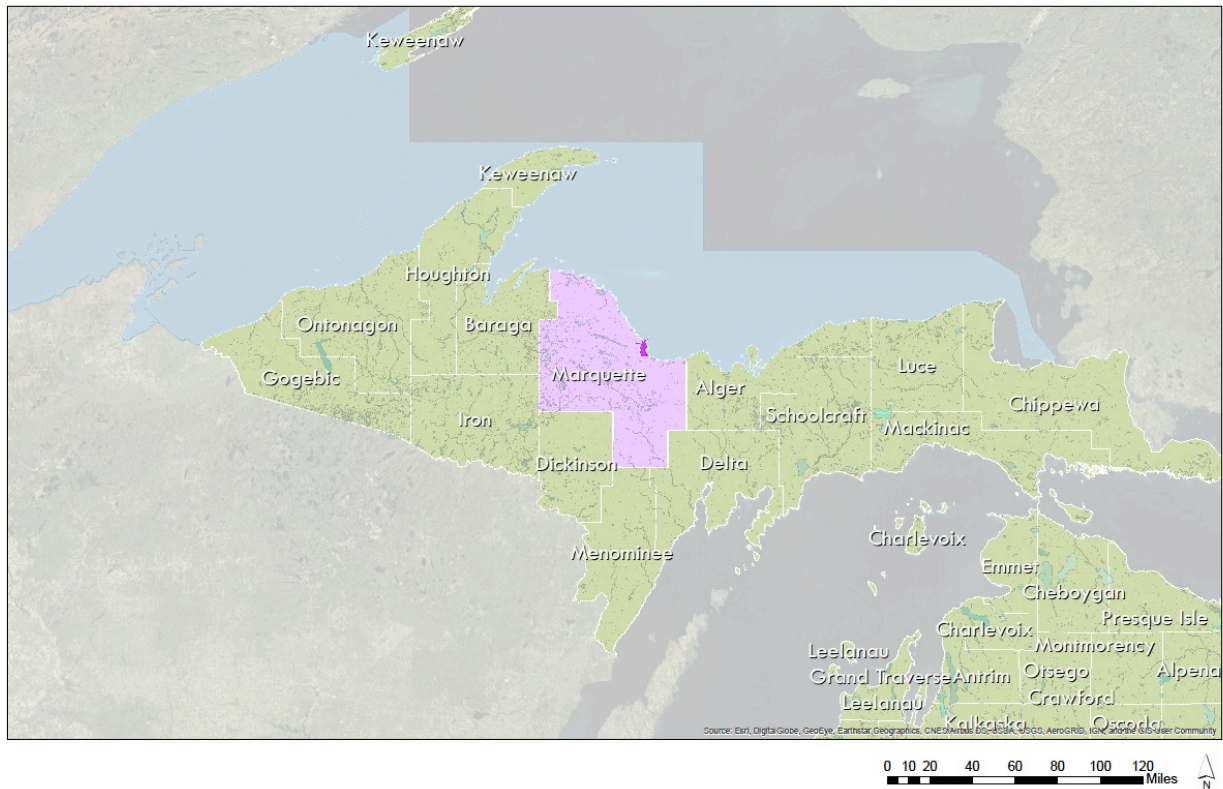 Keweenaw
Keweenaw
Houghton
Ontonagon
Baraga
Gogebic
Marquette
Luce
Alger
Iron
Schoolcraft
Chippewa
Mackinac
Dickinson
Delta
Charlevoix
Menominee
Emmet
Cheboygan
Presque Isle
Charlevoix
Montmorency
Leelanau
Grand Traverse
Antrim
Otsego
Alpena
Leelanau
Crawford
Kalkaska
Oscoda
Source: Esri, DigitalGlobe, GeoEye, Earthstar Geographics, CNES/Airbus DS, USDA, USGS, AeroGRID, IGN, and the GIS User Community
0 10 20 40 60 80 100 120
Miles
N